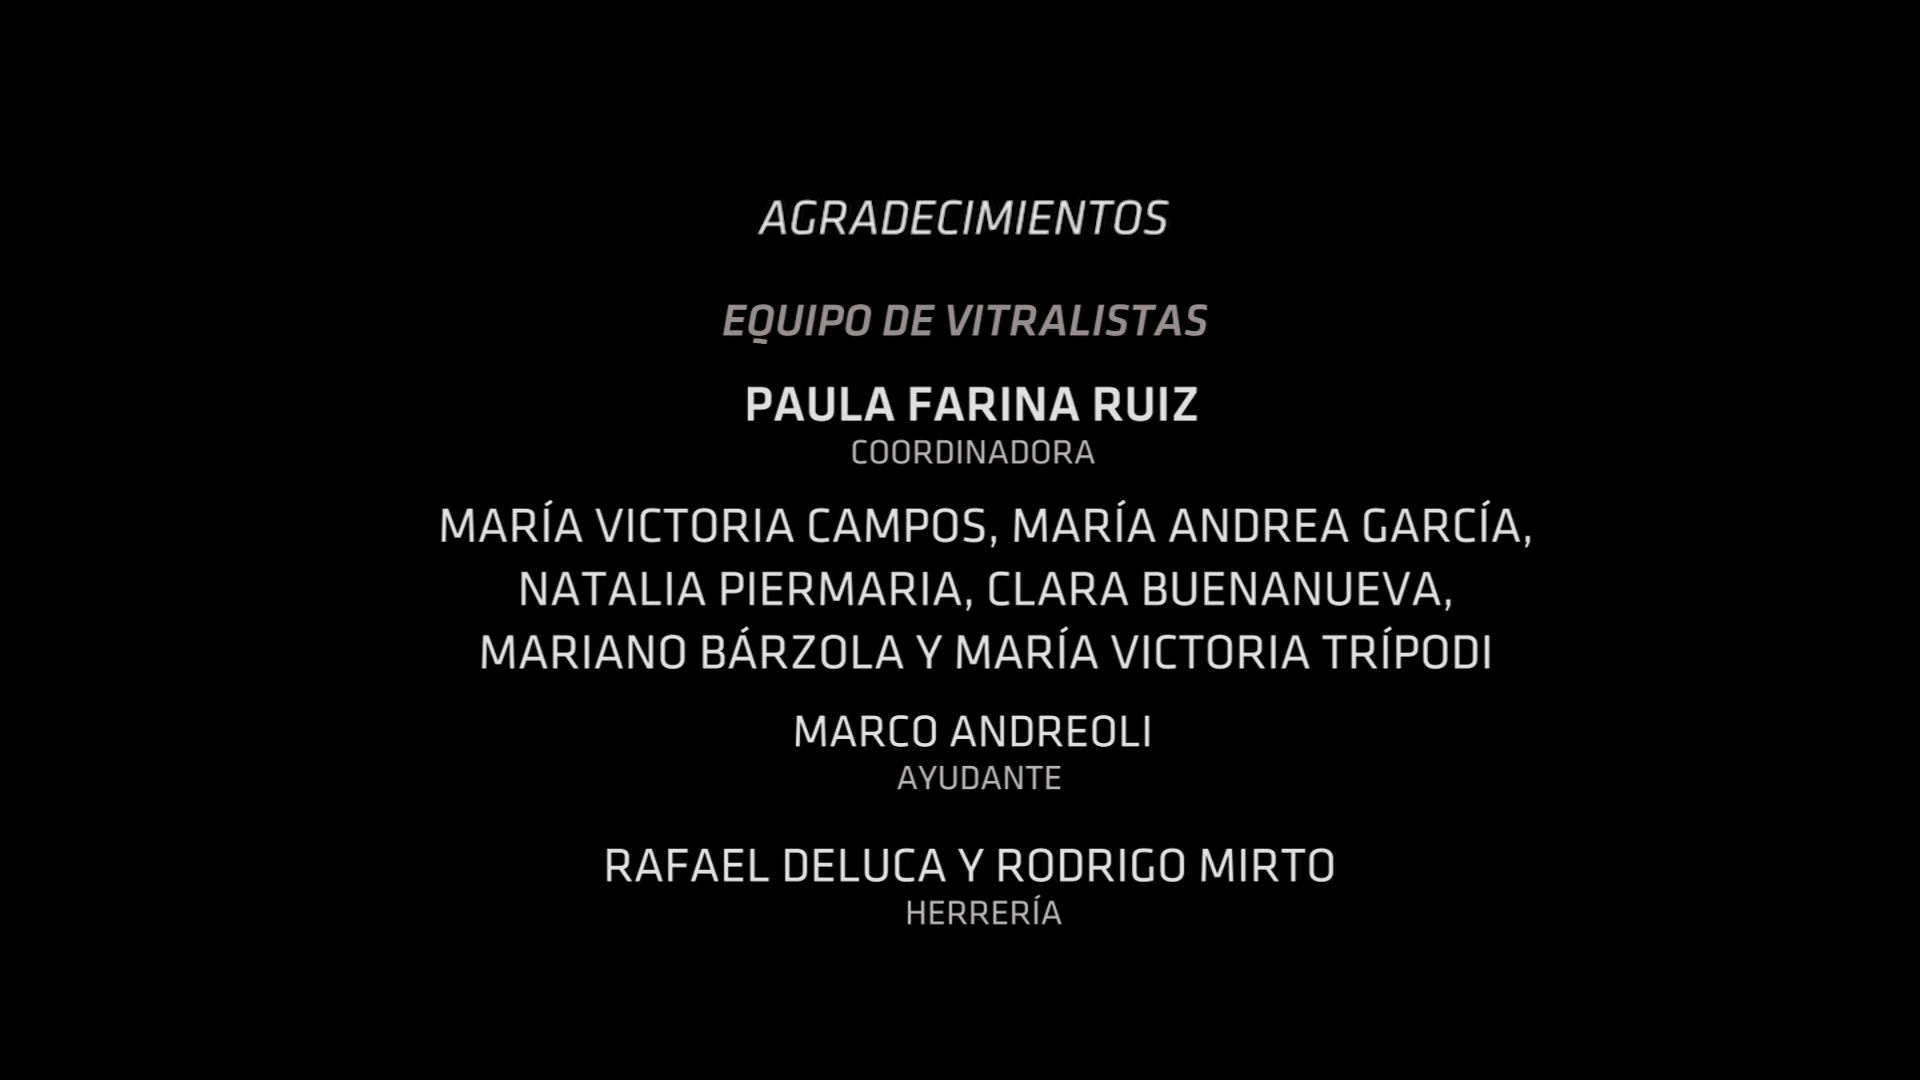 AGRADECIMIENTOS
EQUIPO DE VITRALISTAS
PAULA FARINA RUIZ
COORDINADORA
MARÍA VICTORIA CAMPOS, MARÍA ANDREA GARCÍA,
NATALIA PIERMARIA, CLARA BUENANUEVA,
MARIANO BÁRZOLA Y MARÍA VICTORIA TRÍPODI
MARCO ANDREOLI
AYUDANTE
RAFAEL DELUCA Y RODRIGO MIRTO
HERRERÍA